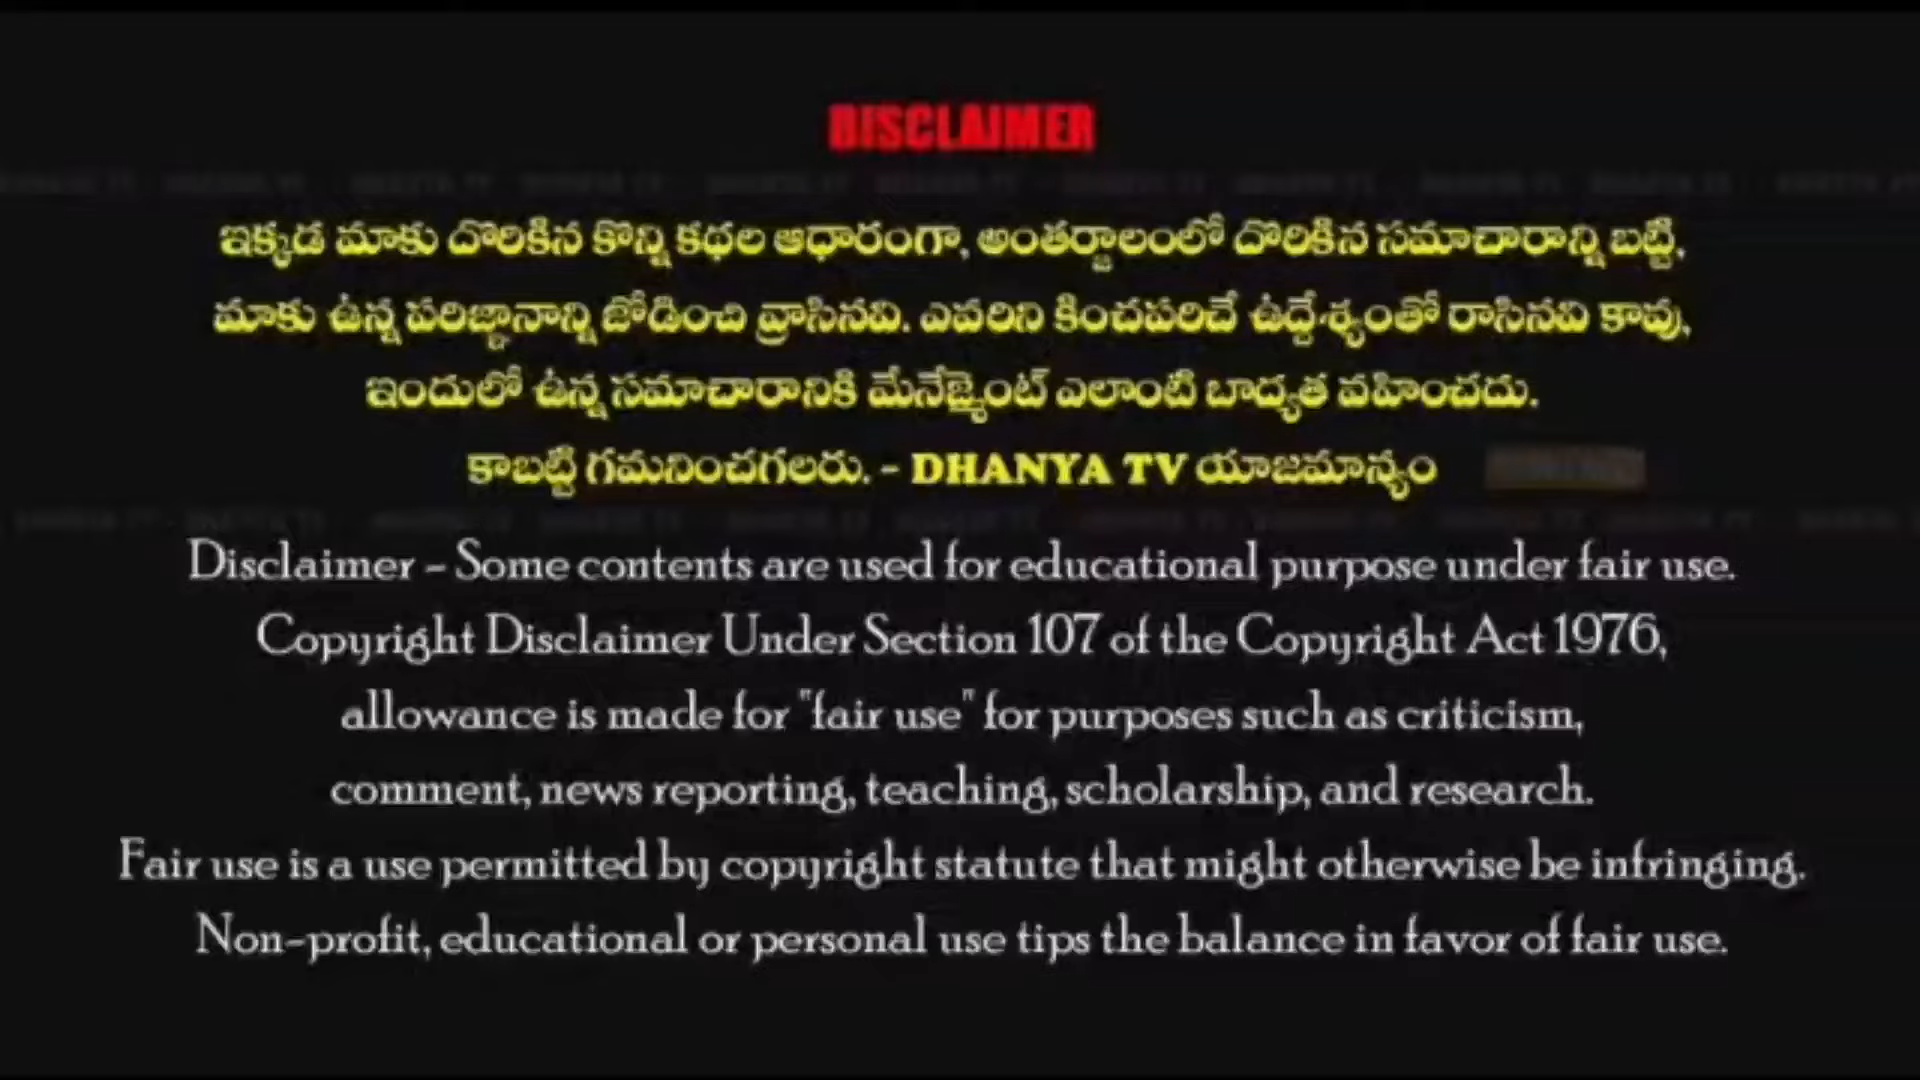 DISCLAIMER
ఇక్కడ మాకు దొరికిన కొన్ని కథల ఆధారంగా, అంతర్జాలంలో దొరికిన సమాచారాన్ని బట్టి,
మాకు ఉన్న పరిజ్ఞానాన్ని జోడించి వ్రాసినవి. ఎవరిని కించపరిచే ఉద్దేశ్యంతో రాసినవి కావు,
ఇందులో ఉన్న సమాచారానికి మేనేజ్మెంట్ ఎలాంటి బాద్యత వహించదు.
కాబట్టి గమనించగలరు. - DHANYA TV యాజమాన్యం
Disclaimer - Some contents are used for educational purpose under fair use.
Copyright Disclaimer Under Section 107 of the Copyright Act 1976,
allowance is made for "fair use" for purposes such as criticism,
comment, news reporting, teaching, scholarship, and research.
Fair use is a use permitted by copyright statute that might otherwise be infringing.
Non-profit, educational or personal use tips the balance in favor of fair use.